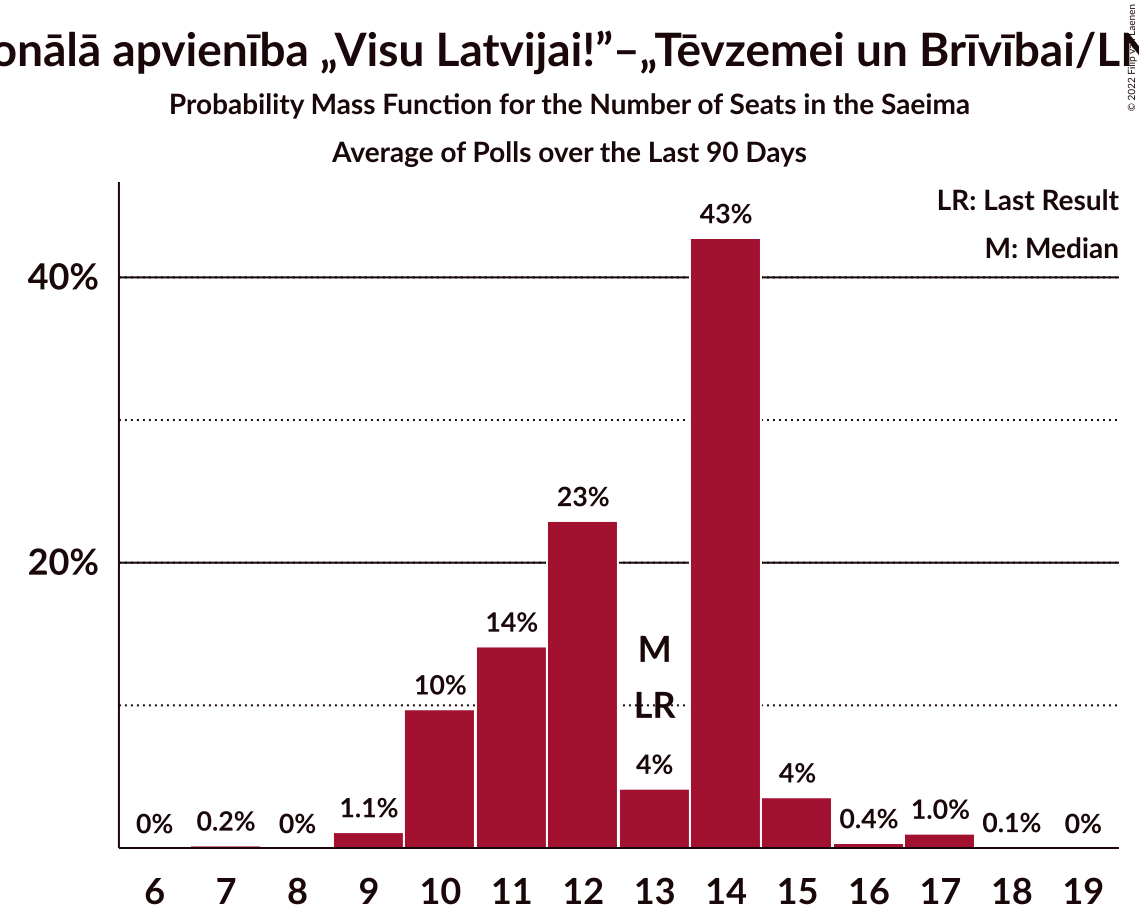 onālā apvienība „Visu Latvijai!”–„Tēvzemei un Brīvībai/LN
© 2022 Filip Laenen
Probability Mass Function for the Number of Seats in the Saeima
Average of Polls over the Last 90 Days
LR: Last Result
M: Median
43%
40%
23%
20%
14%
M
10%
LR
4%
4%
0%
0.2%
0%
1.1%
0.4%
1.0%
0.1%
0%
6 7 8 9 10 11 12 13 14 15 16 17 18 19